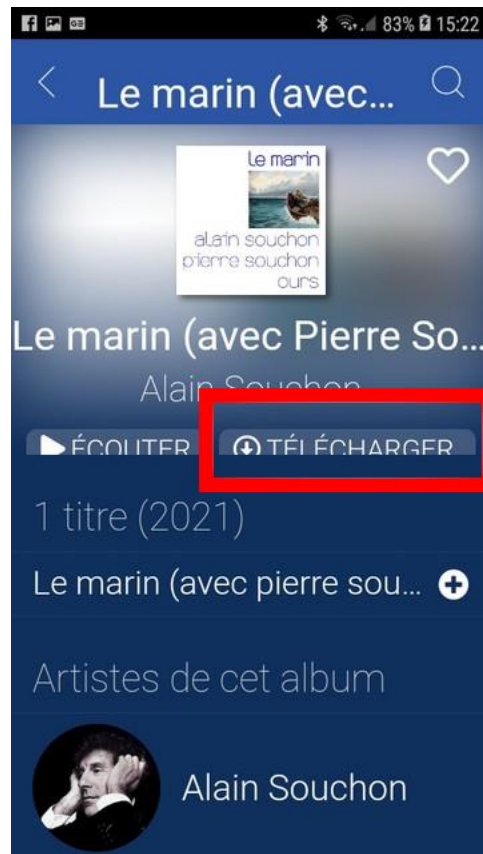 83% 15:22
Le marin (avec...
Le marin
alain souchon
pierre souchon
ours
Le marin (avec Pierre So...
Alain Souchon
ÉCOUTER TÉLÉCHARGER
1 titre (2021)
Le marin (avec pierre sou...
Artistes de cet album
Alain Souchon